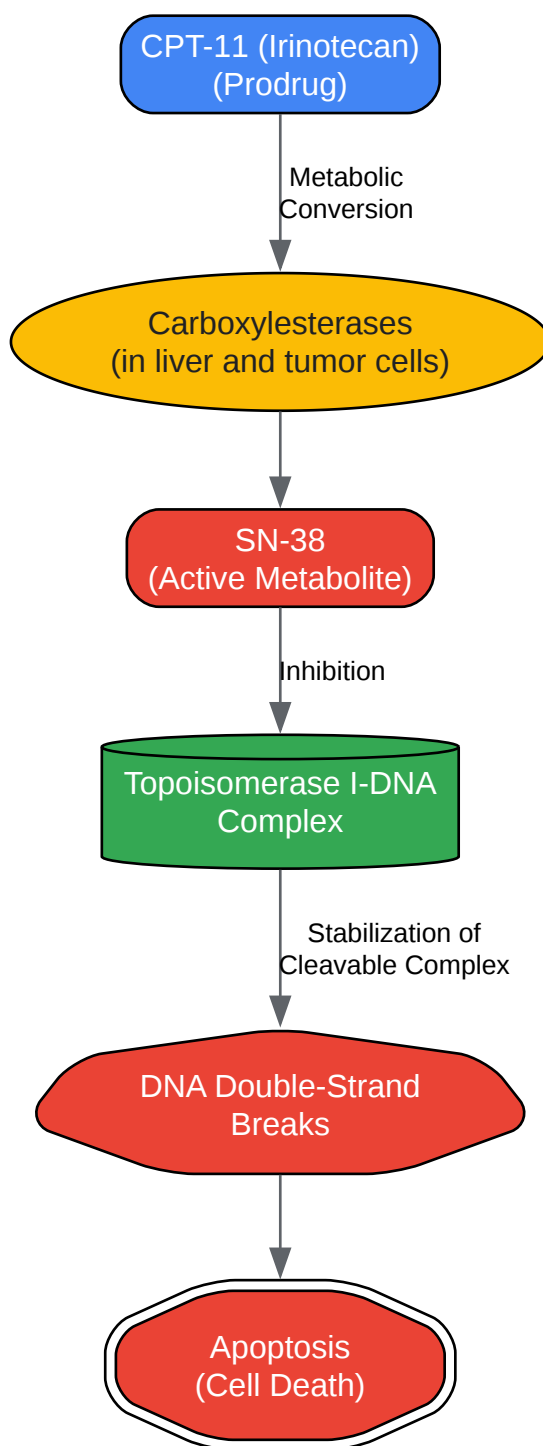 CPT-11 (Irinotecan)
(Prodrug)
Metabolic
Conversion
Carboxylesterases
(in liver and tumor cells)
SN-38
(Active Metabolite)
Inhibition
Topoisomerase I-DNA
Complex
Stabilization of
Cleavable Complex
DNA Double-Strand
Breaks
Apoptosis
(Cell Death)